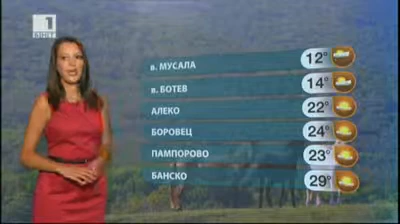 1
БНТ
в. МУСАЛА 12°
в. БОТЕВ 14°
АЛЕКО 22°
БОРОВЕЦ 24°
ПАМПОРОВО 23°
БАНСКО 29°